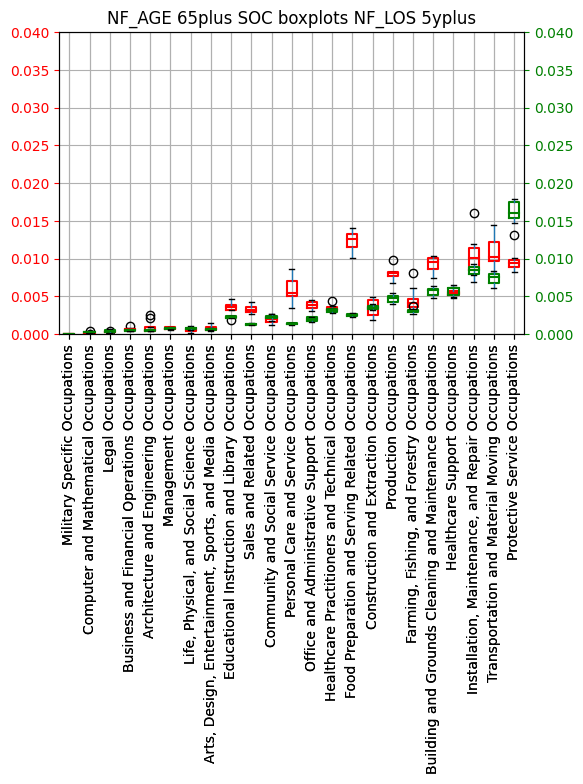 NF_AGE 65plus SOC boxplots NF_LOS 5yplus
0.040
0.035
0.030
0.025
0.020
0.015
0.010
0.005
0.000
0.040
0.035
0.030
0.025
0.020
0.015
0.010
0.005
0.000
Military Specific Occupations
Computer and Mathematical Occupations
Legal Occupations
Business and Financial Operations Occupations
Architecture and Engineering Occupations
Management Occupations
Life, Physical, and Social Science Occupations
Arts, Design, Entertainment, Sports, and Media Occupations
Educational Instruction and Library Occupations
Sales and Related Occupations
Community and Social Service Occupations
Personal Care and Service Occupations
Office and Administrative Support Occupations
Healthcare Practitioners and Technical Occupations
Food Preparation and Serving Related Occupations
Construction and Extraction Occupations
Production Occupations
Farming, Fishing, and Forestry Occupations
Building and Grounds Cleaning and Maintenance Occupations
Healthcare Support Occupations
Installation, Maintenance, and Repair Occupations
Transportation and Material Moving Occupations
Protective Service Occupations